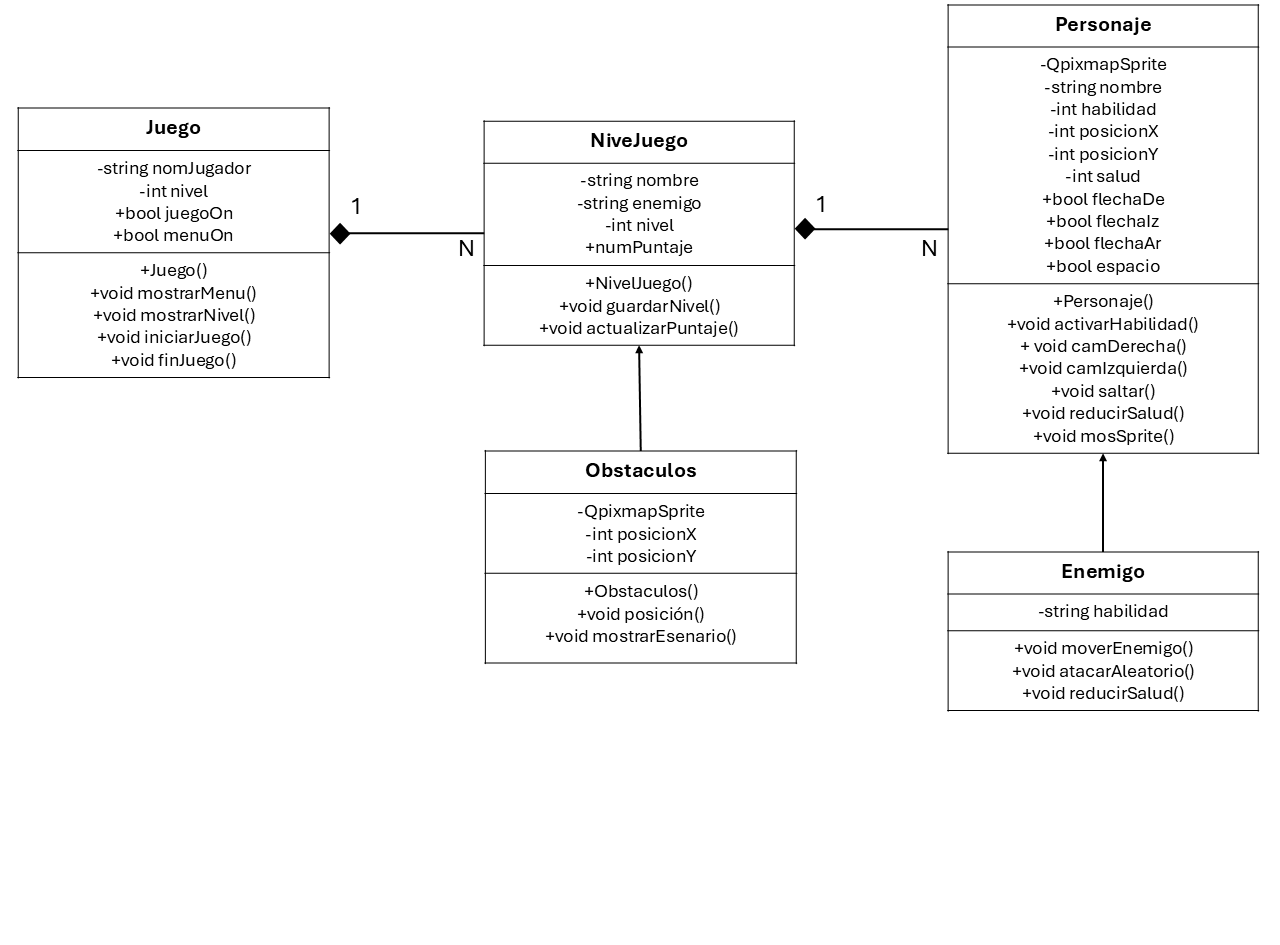 Juego
-string nomJugador
-int nivel
+bool juegoOn
+bool menuOn
+Juego()
+void mostrarMenu()
+void mostrarNivel()
+void iniciarJuego()
+void finJuego()
1
N
NiveJuego
-string nombre
-string enemigo
-int nivel
+numPuntaje
+NivelJuego()
+void guardarNivel()
+void actualizarPuntaje()
1
N
Personaje
-QpixmapSprite
-string nombre
-int habilidad
-int posicionX
-int posicionY
-int salud
+bool flechaDe
+bool flechaIz
+bool flechaAr
+bool espacio
+Personaje()
+void activarHabilidad()
+ void camDerecha()
+void camIzquierda()
+void saltar()
+void reducirSalud()
+void mosSprite()
Obstaculos
-QpixmapSprite
-int posicionX
-int posicionY
+Obstaculos()
+void posición()
+void mostrarEsenario()
Enemigo
-string habilidad
+void moverEnemigo()
+void atacarAleatorio()
+void reducirSalud()